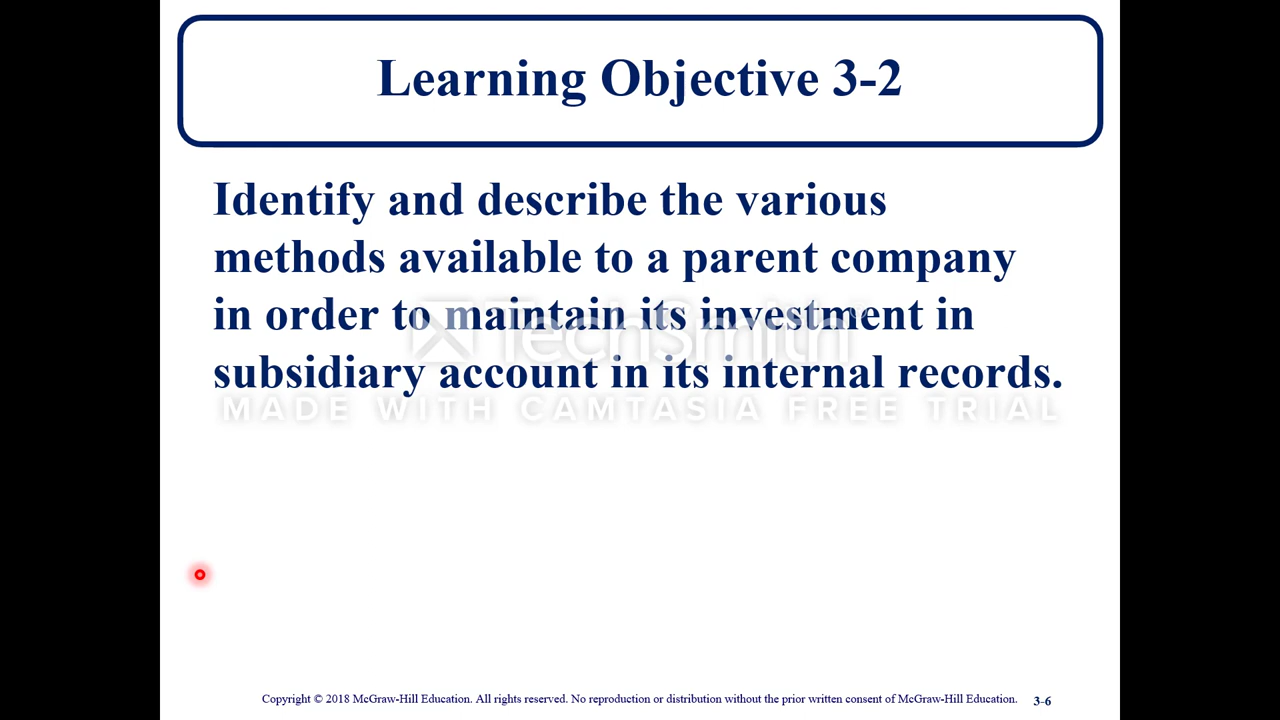 Learning Objective 3-2
Identify and describe the various
methods available to a parent company
in order to maintain its investment in
subsidiary account in its internal records.
TechSmith®
MADE WITH CAMTASIA FREE TRIAL
Copyright © 2018 McGraw-Hill Education. All rights reserved. No reproduction or distribution without the prior written consent of McGraw-Hill Education.
3-6